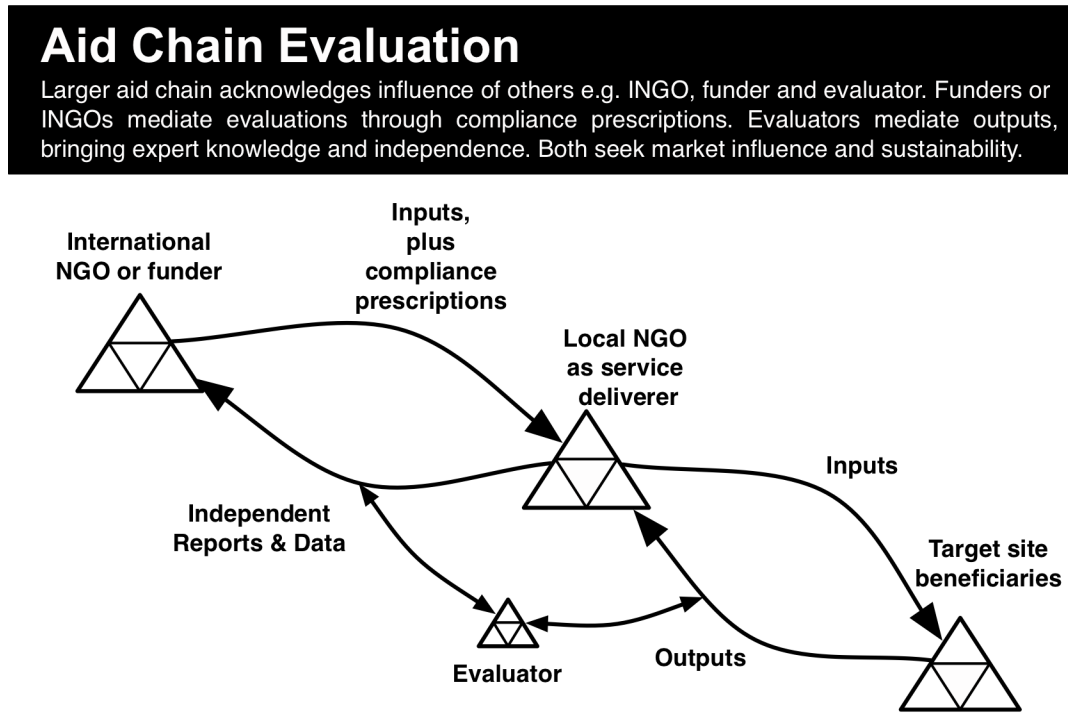 Aid Chain Evaluation
Larger aid chain acknowledges influence of others e.g. INGO, funder and evaluator. Funders or
INGOs mediate evaluations through compliance prescriptions. Evaluators mediate outputs,
bringing expert knowledge and independence. Both seek market influence and sustainability.
Inputs,
plus
compliance
prescriptions
International
NGO or funder
Local NGO
as service
deliverer
Inputs
Independent
Reports & Data
Target site
beneficiaries
Outputs
Evaluator